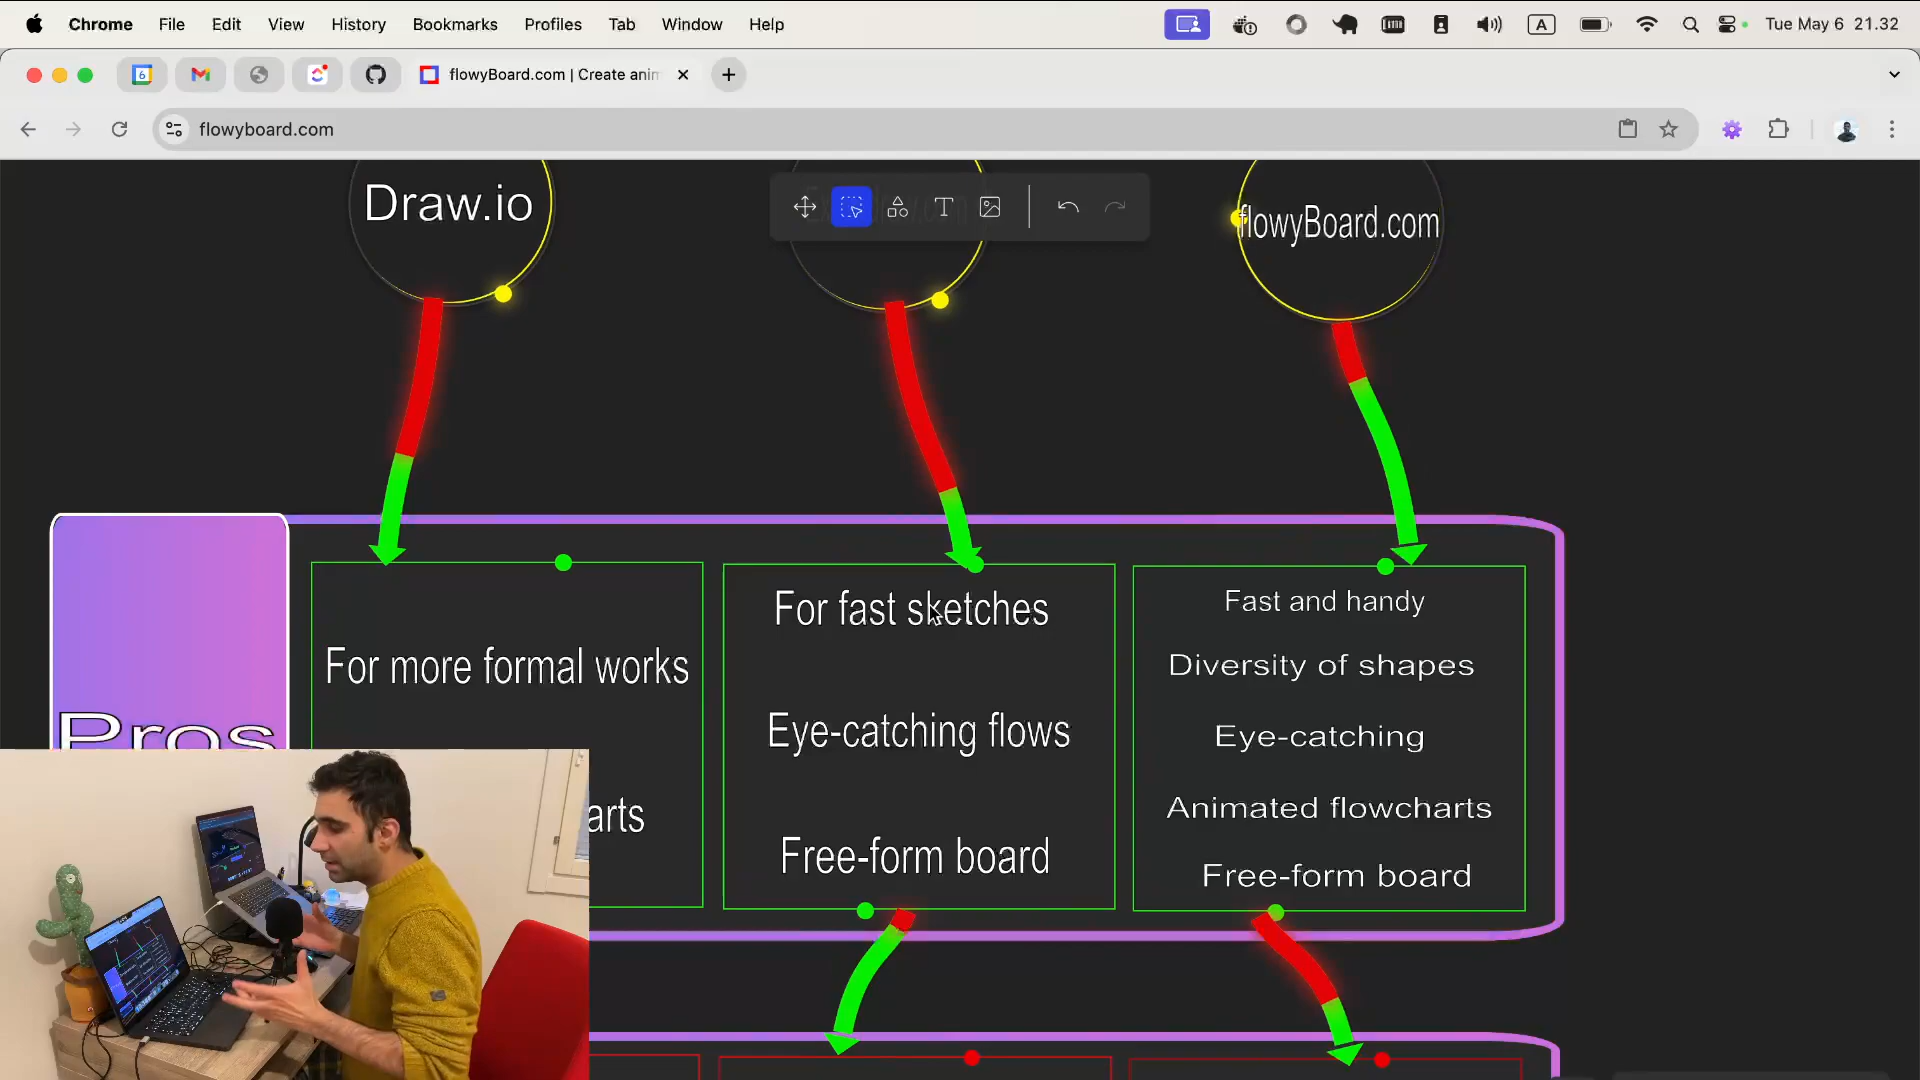 Chrome File Edit View History Bookmarks Profiles Tab Window Help A Tue May 6 21.32
6 flowyBoard.com | Create anim
flowyboard.com
Draw.io
flowyBoard.com
T
For fast sketches
Fast and handy
For more formal works
Diversity of shapes
Eye-catching flows
Eye-catching
Pros
arts
Animated flowcharts
Free-form board
Free-form board